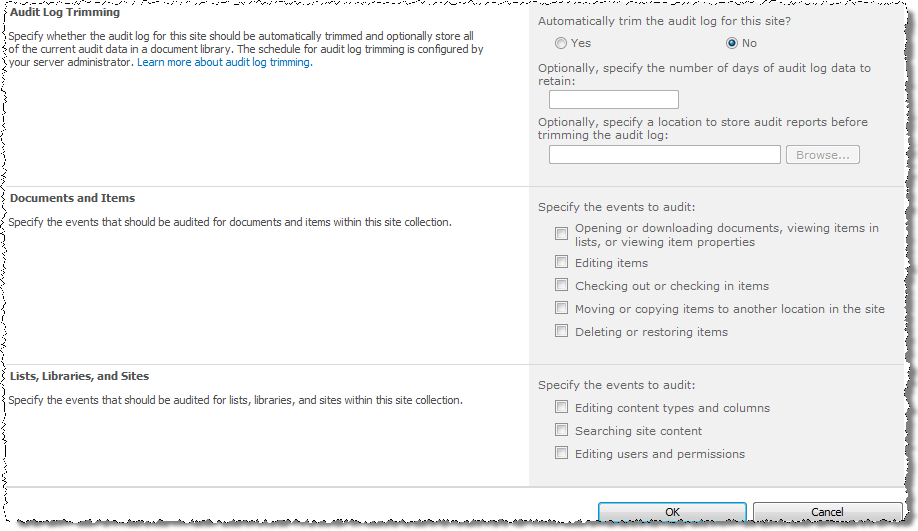 Audit Log Trimming
Specify whether the audit log for this site should be automatically trimmed and optionally store all
of the current audit data in a document library. The schedule for audit log trimming is configured by
your server administrator. Learn more about audit log trimming.
Automatically trim the audit log for this site?
Yes No
Optionally, specify the number of days of audit log data to
retain:
Optionally, specify a location to store audit reports before
trimming the audit log:
Browse...
Documents and Items
Specify the events that should be audited for documents and items within this site collection.
Specify the events to audit:
Opening or downloading documents, viewing items in
lists, or viewing item properties
Editing items
Checking out or checking in items
Moving or copying items to another location in the site
Deleting or restoring items
Lists, Libraries, and Sites
Specify the events that should be audited for lists, libraries, and sites within this site collection.
Specify the events to audit:
Editing content types and columns
Searching site content
Editing users and permissions
OK Cancel